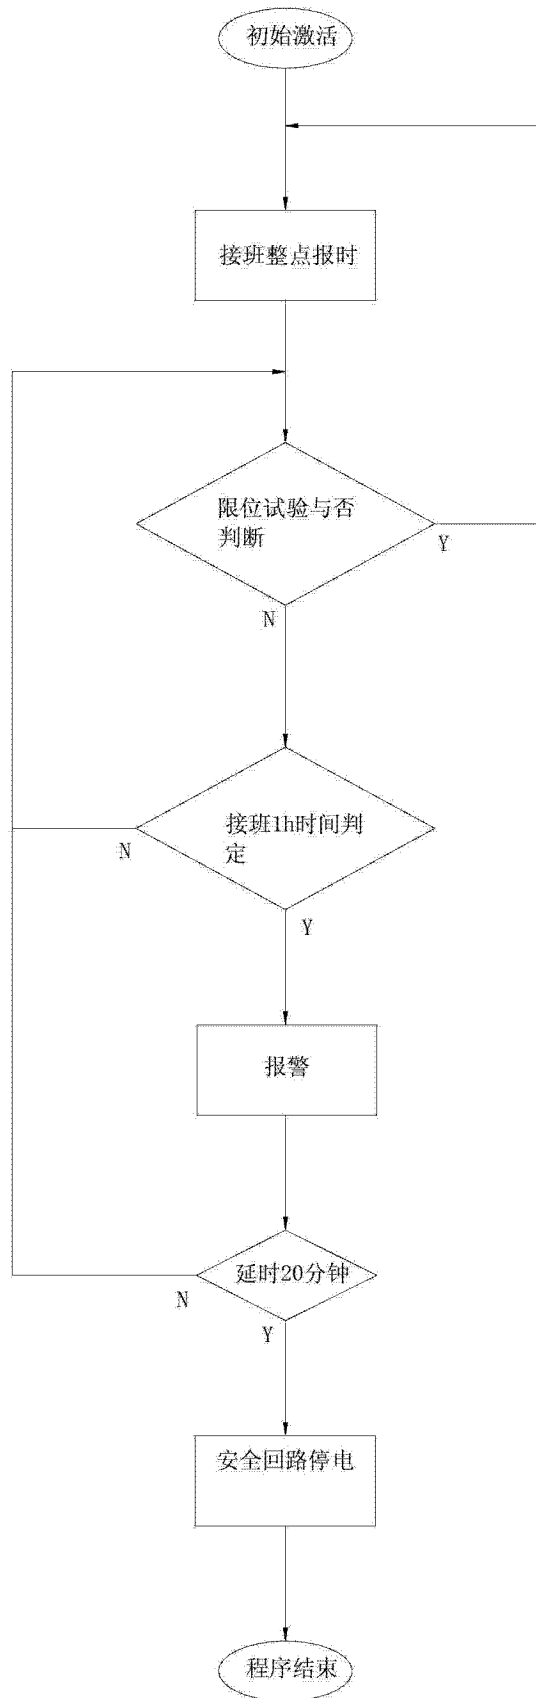 初始激活
接班整点报时
限位试验与否
判断
Y
N
接班1h时间判
定
N
Y
报警
延时20分钟
N
Y
安全回路停电
程序结束